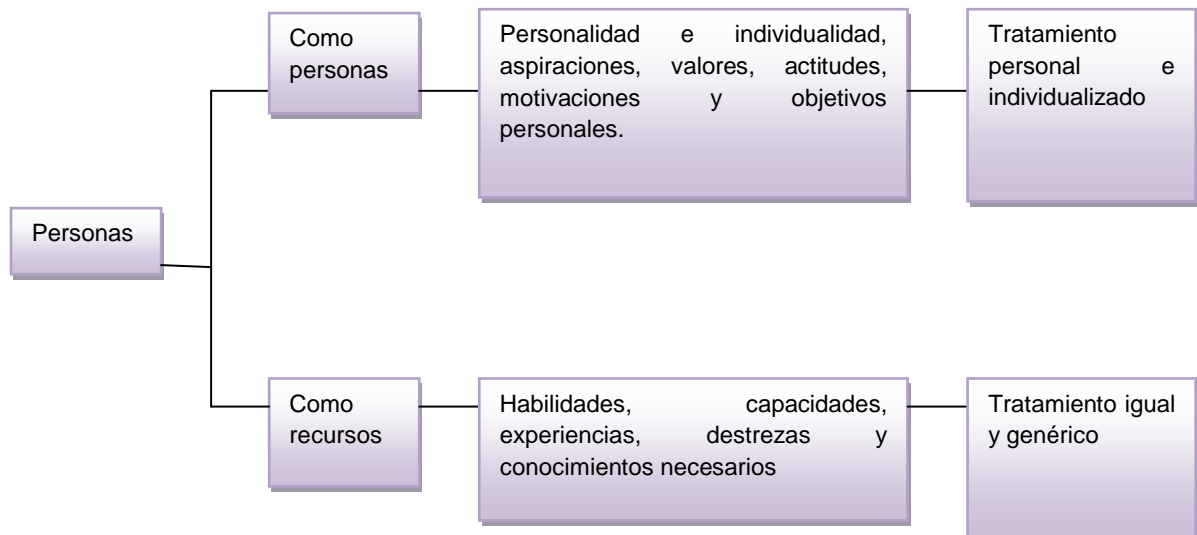 Como
personas
Personalidad e individualidad,
aspiraciones, valores, actitudes,
motivaciones y objetivos
personales.
Tratamiento
personal e
individualizado
Personas
Como
recursos
Habilidades, capacidades,
experiencias, destrezas y
conocimientos necesarios
Tratamiento igual
y genérico